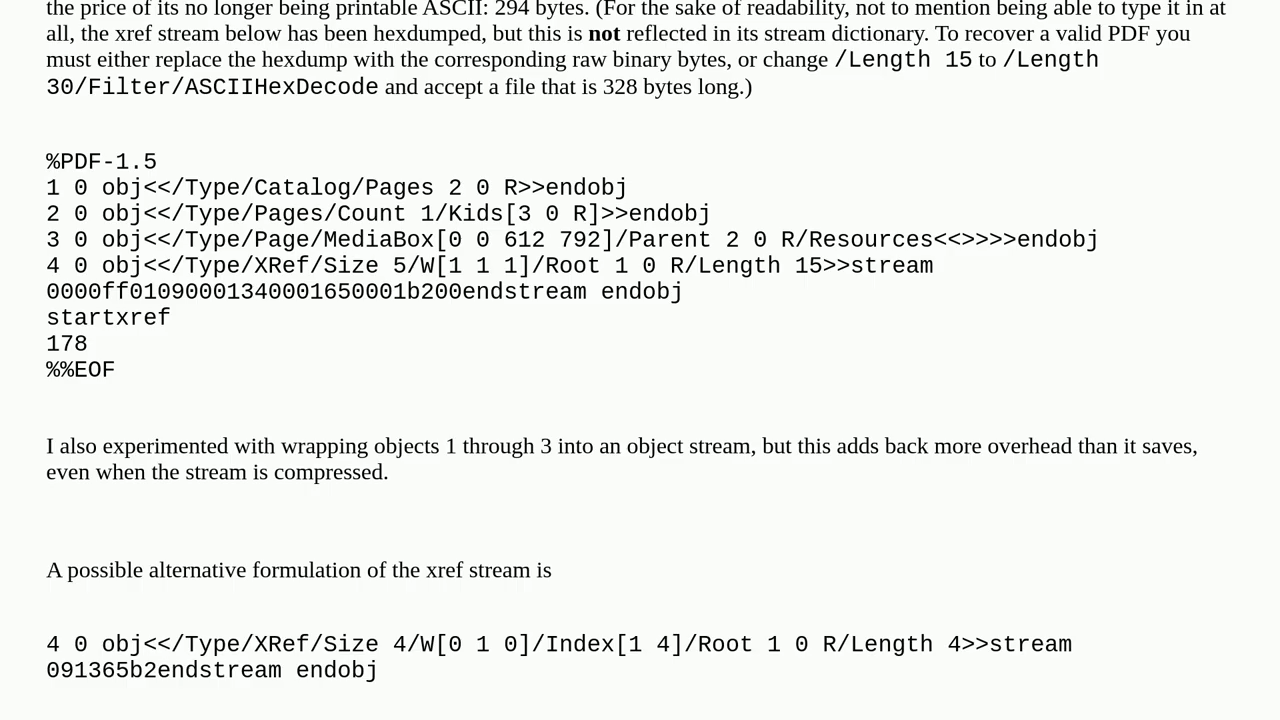 the price of its no longer being printable ASCII: 294 bytes. (For the sake of readability, not to mention being able to type it in at
all, the xref stream below has been hexdumped, but this is not reflected in its stream dictionary. To recover a valid PDF you
must either replace the hexdump with the corresponding raw binary bytes, or change /Length 15 to /Length
30/Filter/ASCIIHexDecode and accept a file that is 328 bytes long.)
%PDF-1.5
1 0 obj<</Type/Catalog/Pages 2 0 R>>endobj
2 0 obj<</Type/Pages/Count 1/Kids[3 0 R]>>endobj
3 0 obj<</Type/Page/MediaBox[0 0 612 792]/Parent 2 0 R/Resources<<>>>>endobj
4 0 obj<</Type/XRef/Size 5/W[1 1 1]/Root 1 0 R/Length 15>>stream
0000ff01090001340001650001b200endstream endobj
startxref
178
%%EOF
I also experimented with wrapping objects 1 through 3 into an object stream, but this adds back more overhead than it saves,
even when the stream is compressed.
A possible alternative formulation of the xref stream is
4 0 obj<</Type/XRef/Size 4/W[0 1 0]/Index[1 4]/Root 1 0 R/Length 4>>stream
091365b2endstream endobj